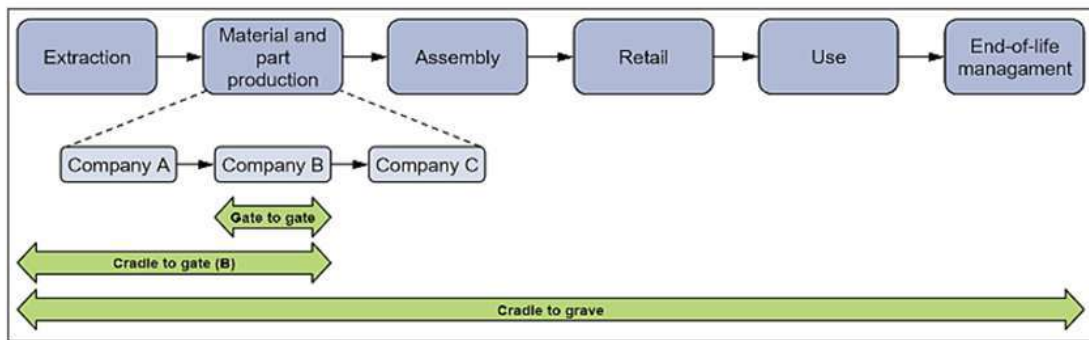 Extraction
Material and
part
production
Assembly
Retail
Use
End-of-life
managament
Company A
Company B
Company C
Gate to gate
Cradle to gate (B)
Cradle to grave